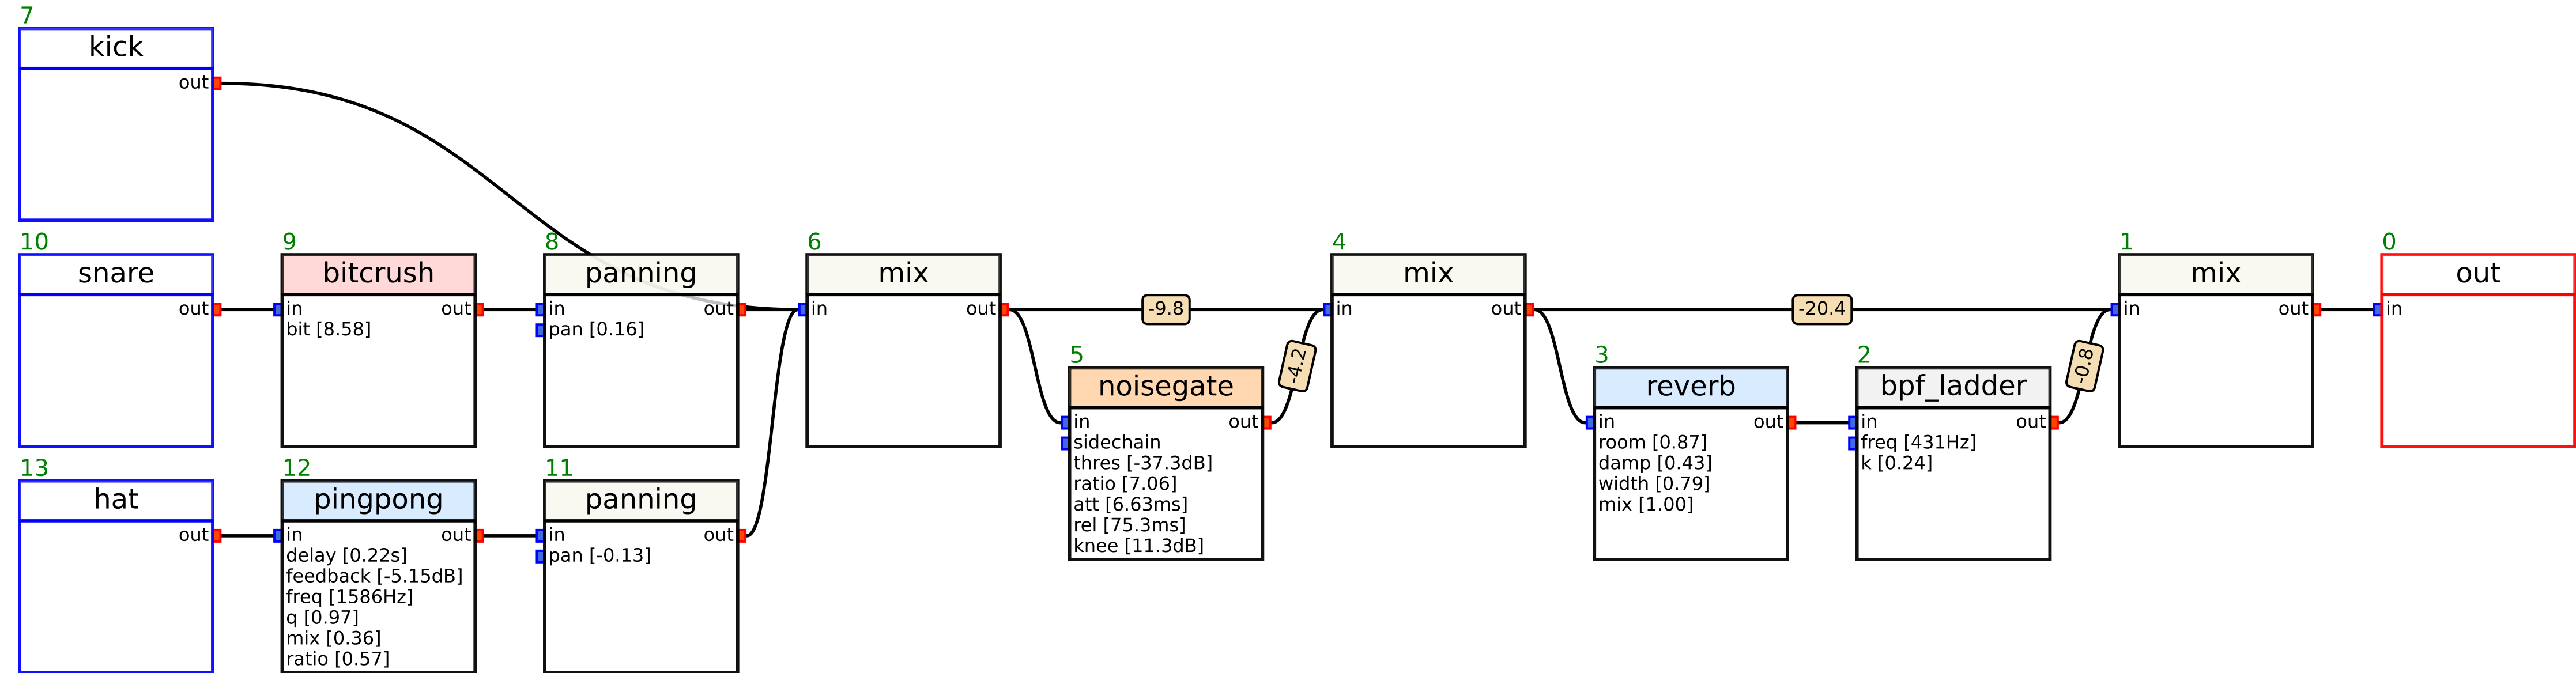 7
kick
out
10
snare
out
9
bitcrush
in
out
bit [8.58]
8
panning
in
out
pan [0.16]
6
mix
in
out
-9.8
4
mix
in
out
-20.4
1
mix
in
out
0
out
in
5
noisegate
in
out
sidechain
thres [-37.3dB]
ratio [7.06]
att [6.63ms]
rel [75.3ms]
knee [11.3dB]
-4.2
3
reverb
in
out
room [0.87]
damp [0.43]
width [0.79]
mix [1.00]
2
bpf_ladder
in
out
freq [431Hz]
k [0.24]
-0.8
13
hat
out
12
pingpong
in
out
delay [0.22s]
feedback [-5.15dB]
freq [1586Hz]
q [0.97]
mix [0.36]
ratio [0.57]
11
panning
in
out
pan [-0.13]